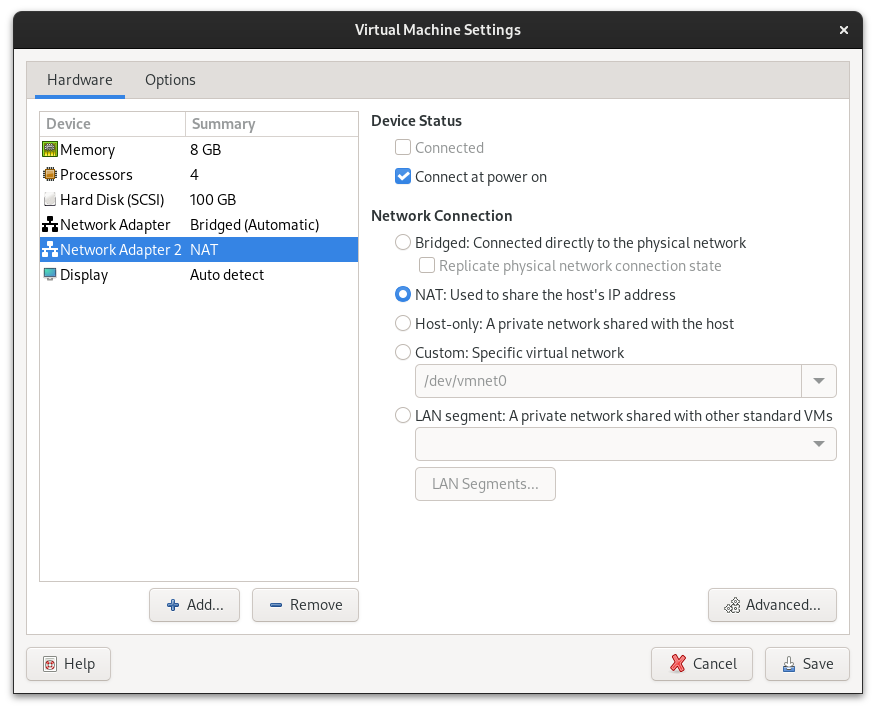 Virtual Machine Settings
Hardware Options
Device Summary
Memory 8 GB
Processors 4
Hard Disk (SCSI) 100 GB
Network Adapter Bridged (Automatic)
Network Adapter 2 NAT
Display Auto detect
Add... Remove
Device Status
Connected
Connect at power on
Network Connection
Bridged: Connected directly to the physical network
Replicate physical network connection state
NAT: Used to share the host's IP address
Host-only: A private network shared with the host
Custom: Specific virtual network
/dev/vmnet0
LAN segment: A private network shared with other standard VMs
LAN Segments...
Advanced...
Help Cancel Save